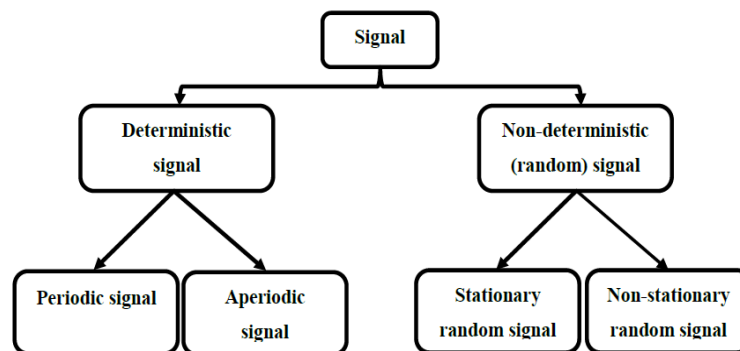 Signal
Deterministic
signal
Non-deterministic
(random) signal
Periodic signal
Aperiodic
signal
Stationary
random signal
Non-stationary
random signal